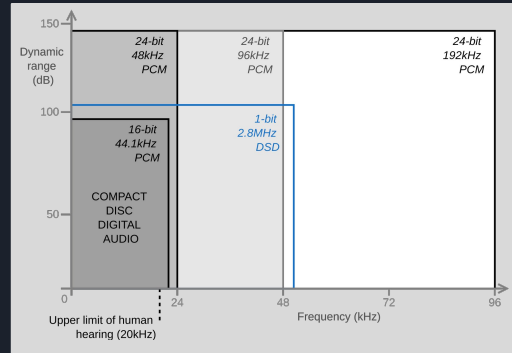 150
Dynamic
range
(dB)
100
50
0
24-bit
48kHz
PCM
24-bit
96kHz
PCM
24-bit
192kHz
PCM
1-bit
2.8MHz
DSD
16-bit
44.1kHz
PCM
COMPACT
DISC
DIGITAL
AUDIO
24
48
72
96
Frequency (kHz)
Upper limit of human
hearing (20kHz)